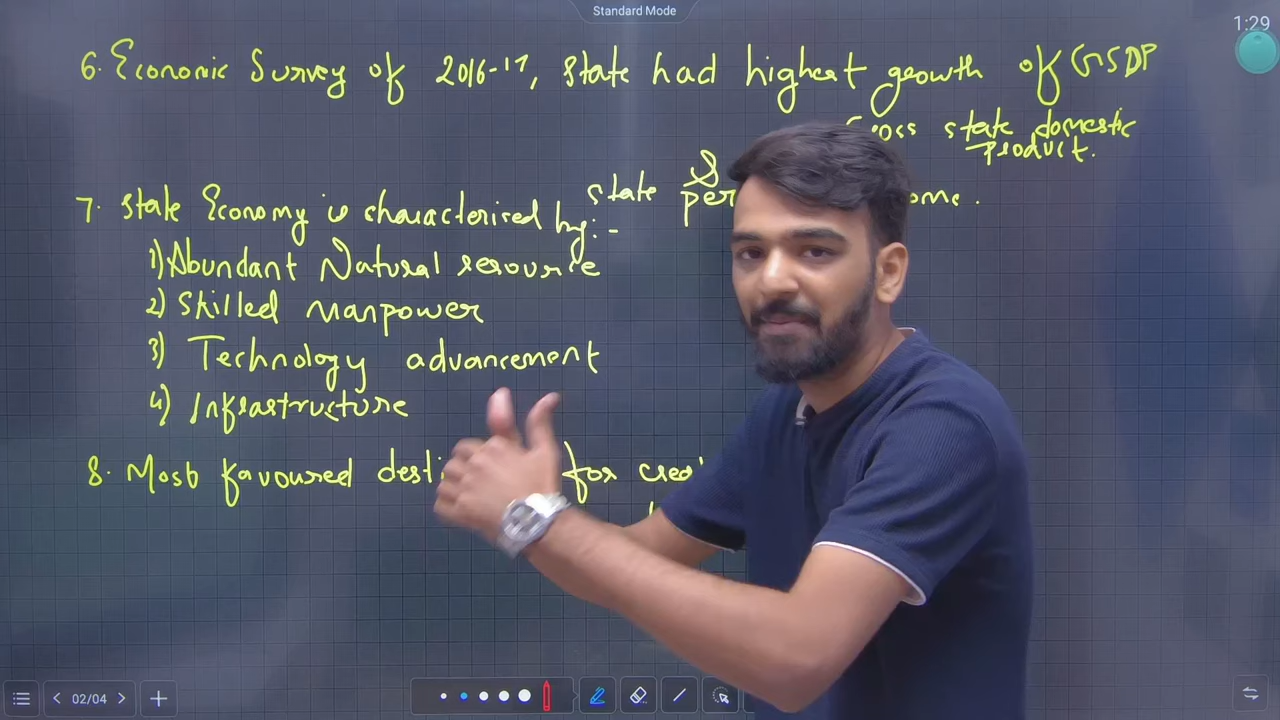 Standard Mode
1:29
6. Economic Survey of 2016-17, State had highest growth of GSDP
state domestic
product.
state
7. State Economy is characterised by:-
1) Abundant Natural resource
2) Skilled Manpower
3) Technology advancement
4) Infrastructure
8. Most favoured for
02/04